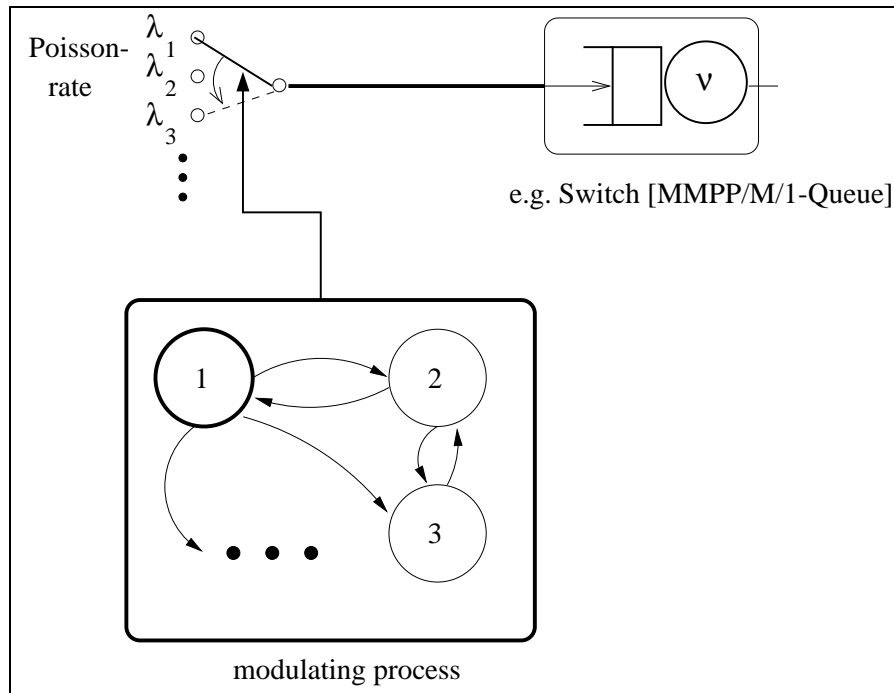 Poisson-
rate
λ1
λ2
λ3
ν
e.g. Switch [MMPP/M/1-Queue]
1
2
3
modulating process